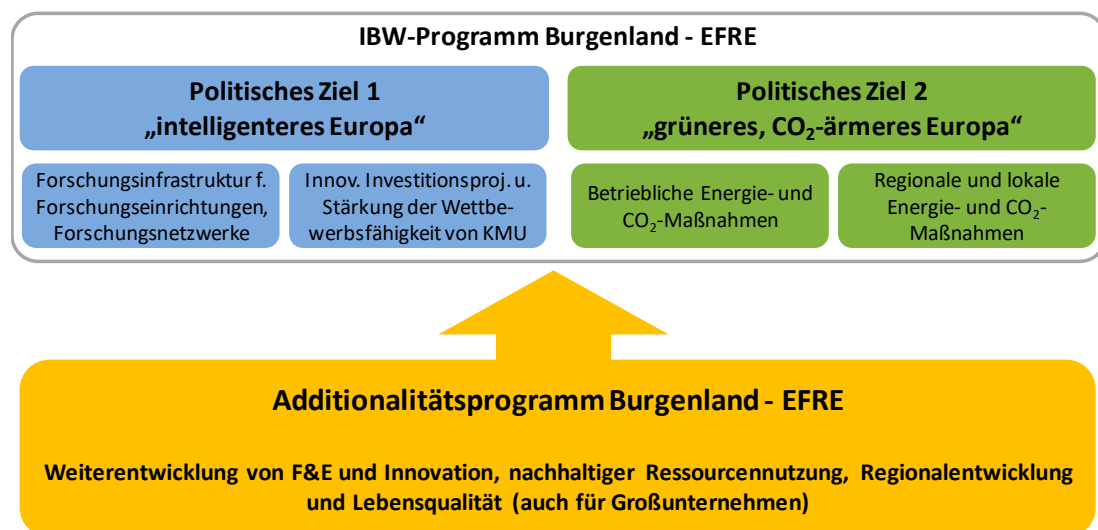 IBW-Programm Burgenland - EFRE
Politisches Ziel 1
„intelligenteres Europa“
Politisches Ziel 2
„grüneres, CO₂-ärmeres Europa“
Forschungsinfrastruktur f.
Forschungseinrichtungen,
Forschungsnetzwerke
Innov. Investitionsproj. u.
Stärkung der Wettbe-
werbsfähigkeit von KMU
Betriebliche Energie- und
CO₂-Maßnahmen
Regionale und lokale
Energie- und CO₂-
Maßnahmen
Additionalitätsprogramm Burgenland - EFRE
Weiterentwicklung von F&E und Innovation, nachhaltiger Ressourcennutzung, Regionalentwicklung
und Lebensqualität (auch für Großunternehmen)